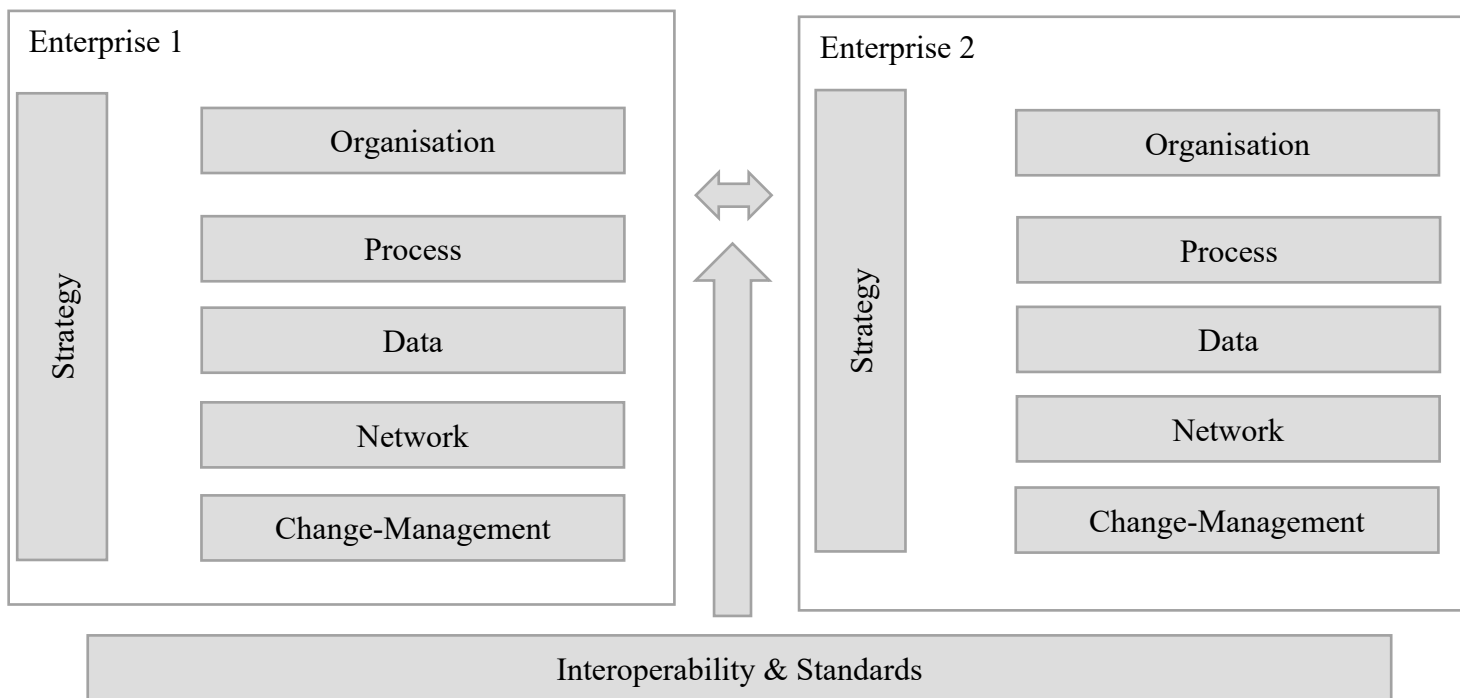 Enterprise 1
Strategy
Organisation
Process
Data
Network
Change-Management
Enterprise 2
Strategy
Organisation
Process
Data
Network
Change-Management
Interoperability & Standards